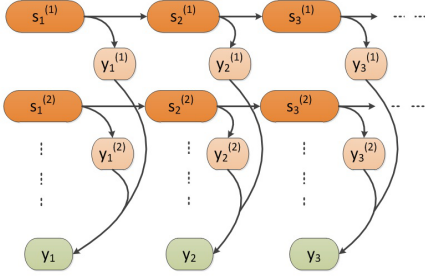 s₁⁽¹⁾ s₂⁽¹⁾ s₃⁽¹⁾
y₁⁽¹⁾ y₂⁽¹⁾ y₃⁽¹⁾
s₁⁽²⁾ s₂⁽²⁾ s₃⁽²⁾
y₁⁽²⁾ y₂⁽²⁾ y₃⁽²⁾
y₁ y₂ y₃